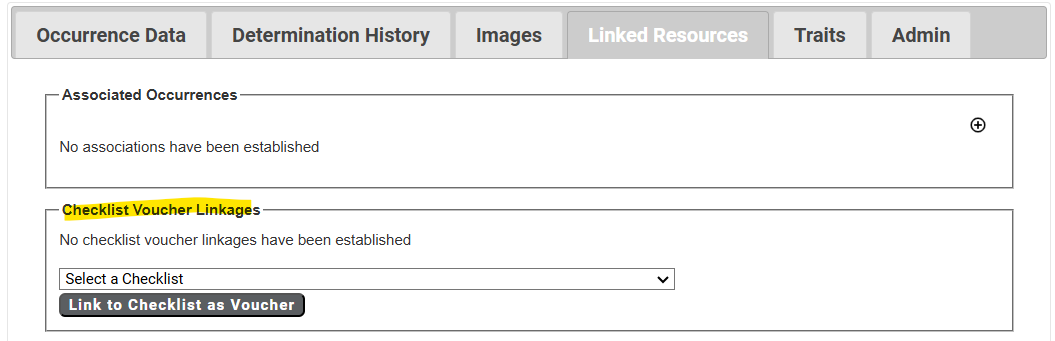 Occurrence Data Determination History Images Linked Resources Traits Admin
Associated Occurrences
No associations have been established
Checklist Voucher Linkages
No checklist voucher linkages have been established
Select a Checklist
Link to Checklist as Voucher